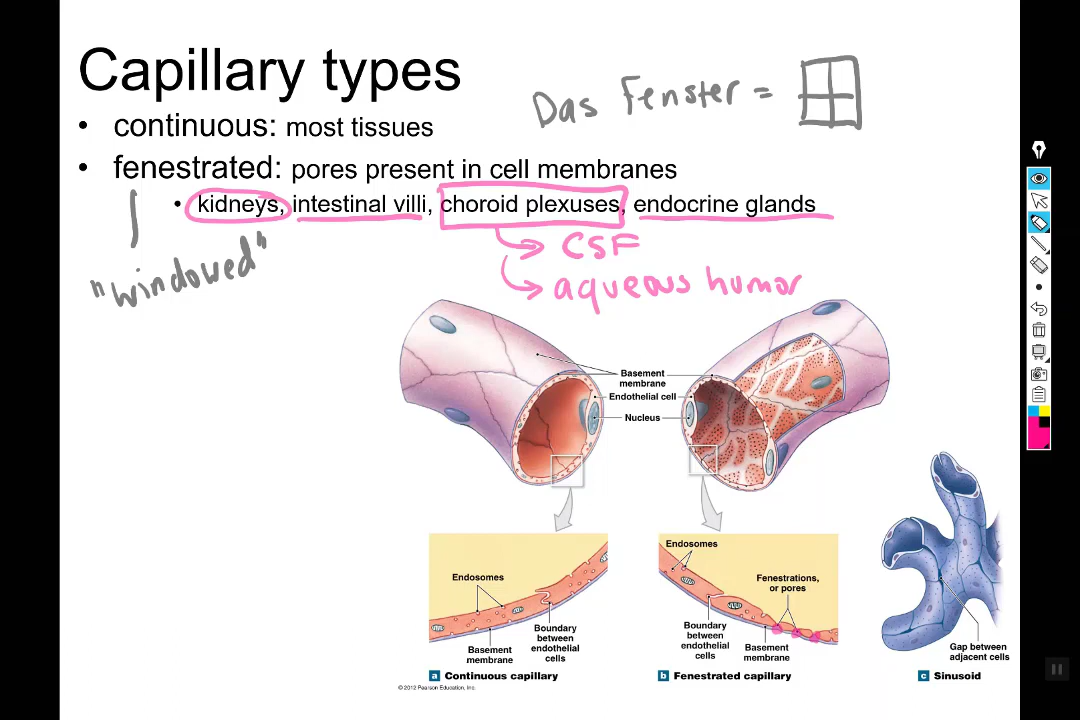 Capillary types
Das Fenster =
• continuous: most tissues
• fenestrated: pores present in cell membranes
• kidneys, intestinal villi, choroid plexuses, endocrine glands
"windowed"
CSF
aqueous humor
Basement
membrane
Endothelial cell
Nucleus
Endosomes
Boundary
between
endothelial
cells
Basement
membrane
a Continuous capillary
© 2012 Pearson Education, Inc.
Endosomes
Fenestrations,
or pores
Boundary
between
endothelial
cells
Basement
membrane
b Fenestrated capillary
Gap between
adjacent cells
c Sinusoid